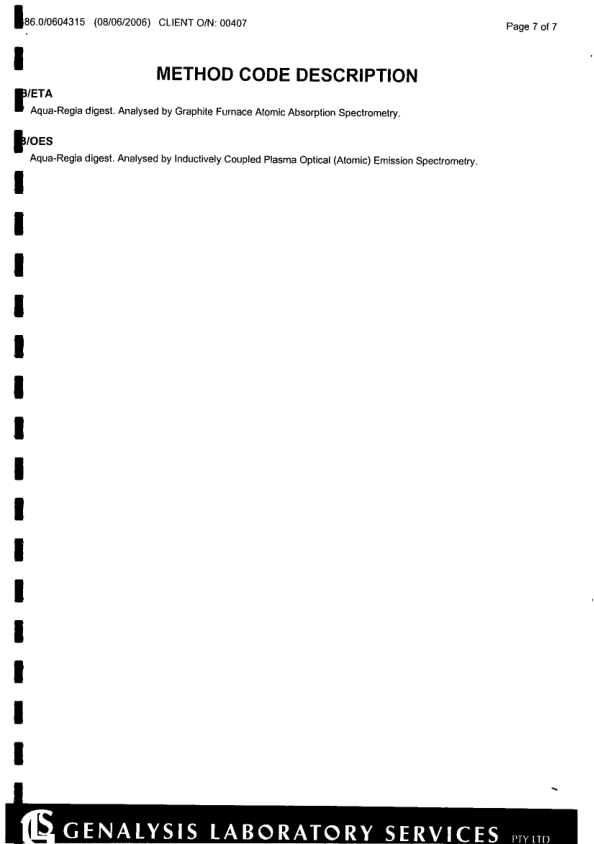 86.0/0604315 (08/06/2006) CLIENT O/N: 00407
Page 7 of 7
METHOD CODE DESCRIPTION
B/ETA
Aqua-Regia digest. Analysed by Graphite Furnace Atomic Absorption Spectrometry.
B/OES
Aqua-Regia digest. Analysed by Inductively Coupled Plasma Optical (Atomic) Emission Spectrometry.
GLS GENALYSIS LABORATORY SERVICES PTY LTD